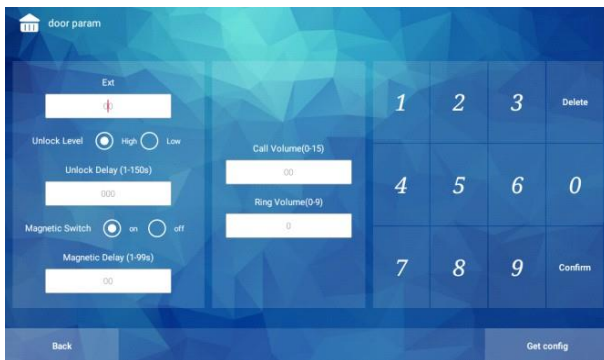 door param
Ext
00
Unlock Level High Low
Unlock Delay (1-150s)
000
Magnetic Switch on off
Magnetic Delay (1-99s)
00
Call Volume(0-15)
00
Ring Volume(0-9)
0
1 2 3 Delete
4 5 6 0
7 8 9 Confirm
Back
Get config